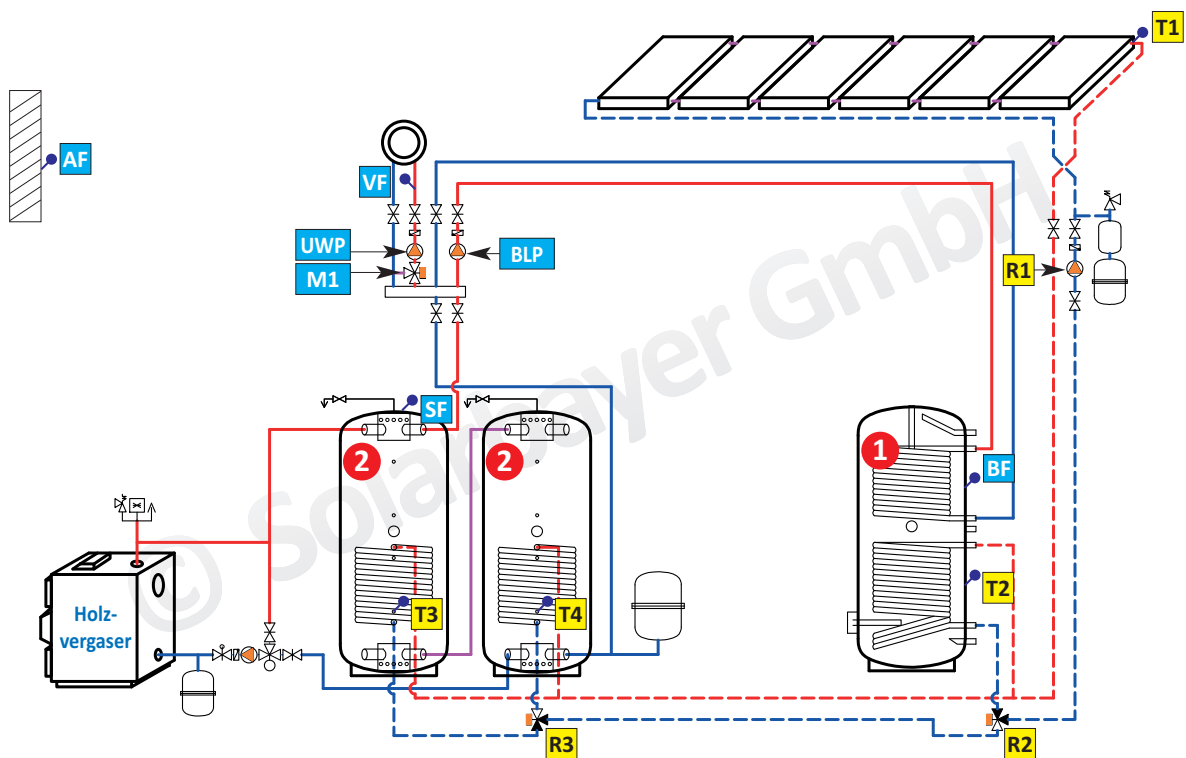 T1
AF
VF
UWP
BLP
M1
R1
SF
2
2
1
BF
T3
T4
T2
Holz-
vergaser
R3
R2
© Solarbayer GmbH